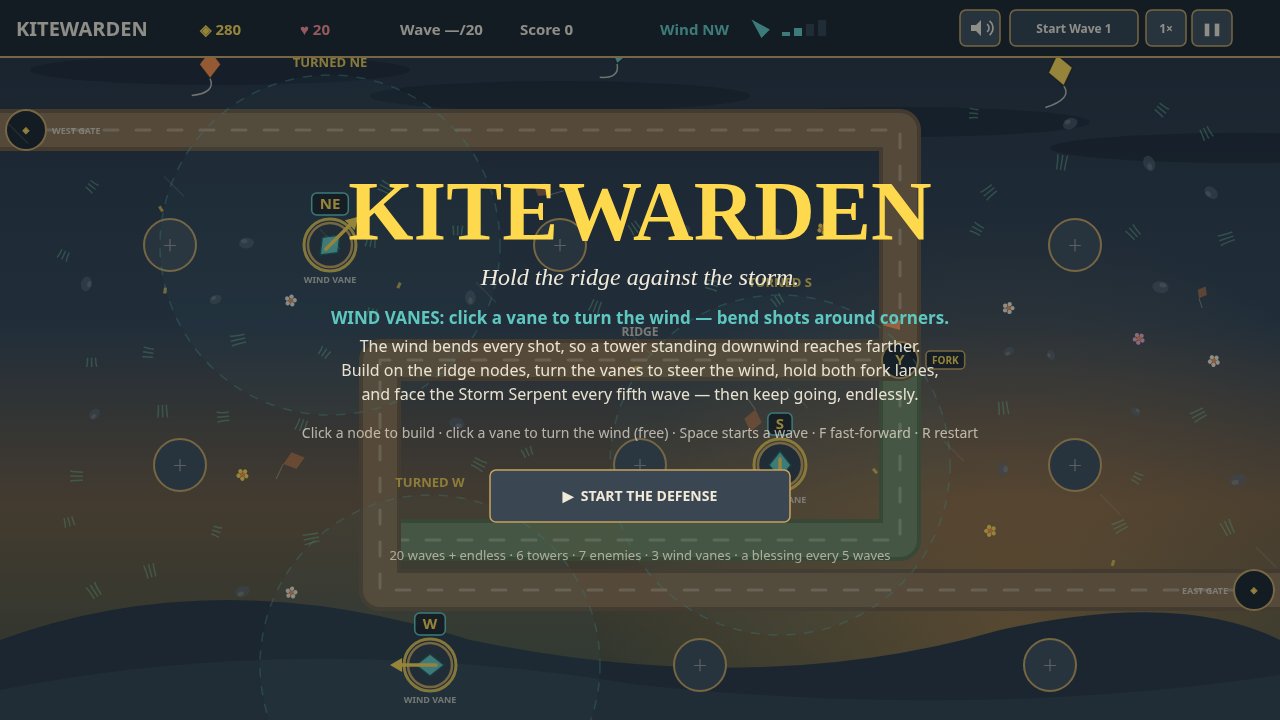 KITEWARDEN
◈ 280
♥ 20
Wave —/20
Score 0
Wind NW
Start Wave 1
1×
TURNED NE
WEST GATE
NE
WIND VANE
KITEWARDEN
Hold the ridge against the storm.
TURNED S
WIND VANES: click a vane to turn the wind — bend shots around corners.
RIDGE
The wind bends every shot, so a tower standing downwind reaches farther.
Y
FORK
Build on the ridge nodes, turn the vanes to steer the wind, hold both fork lanes,
and face the Storm Serpent every fifth wave — then keep going, endlessly.
S
Click a node to build · click a vane to turn the wind (free) · Space starts a wave · F fast-forward · R restart
TURNED W
▶ START THE DEFENSE
20 waves + endless · 6 towers · 7 enemies · 3 wind vanes · a blessing every 5 waves
EAST GATE
W
WIND VANE